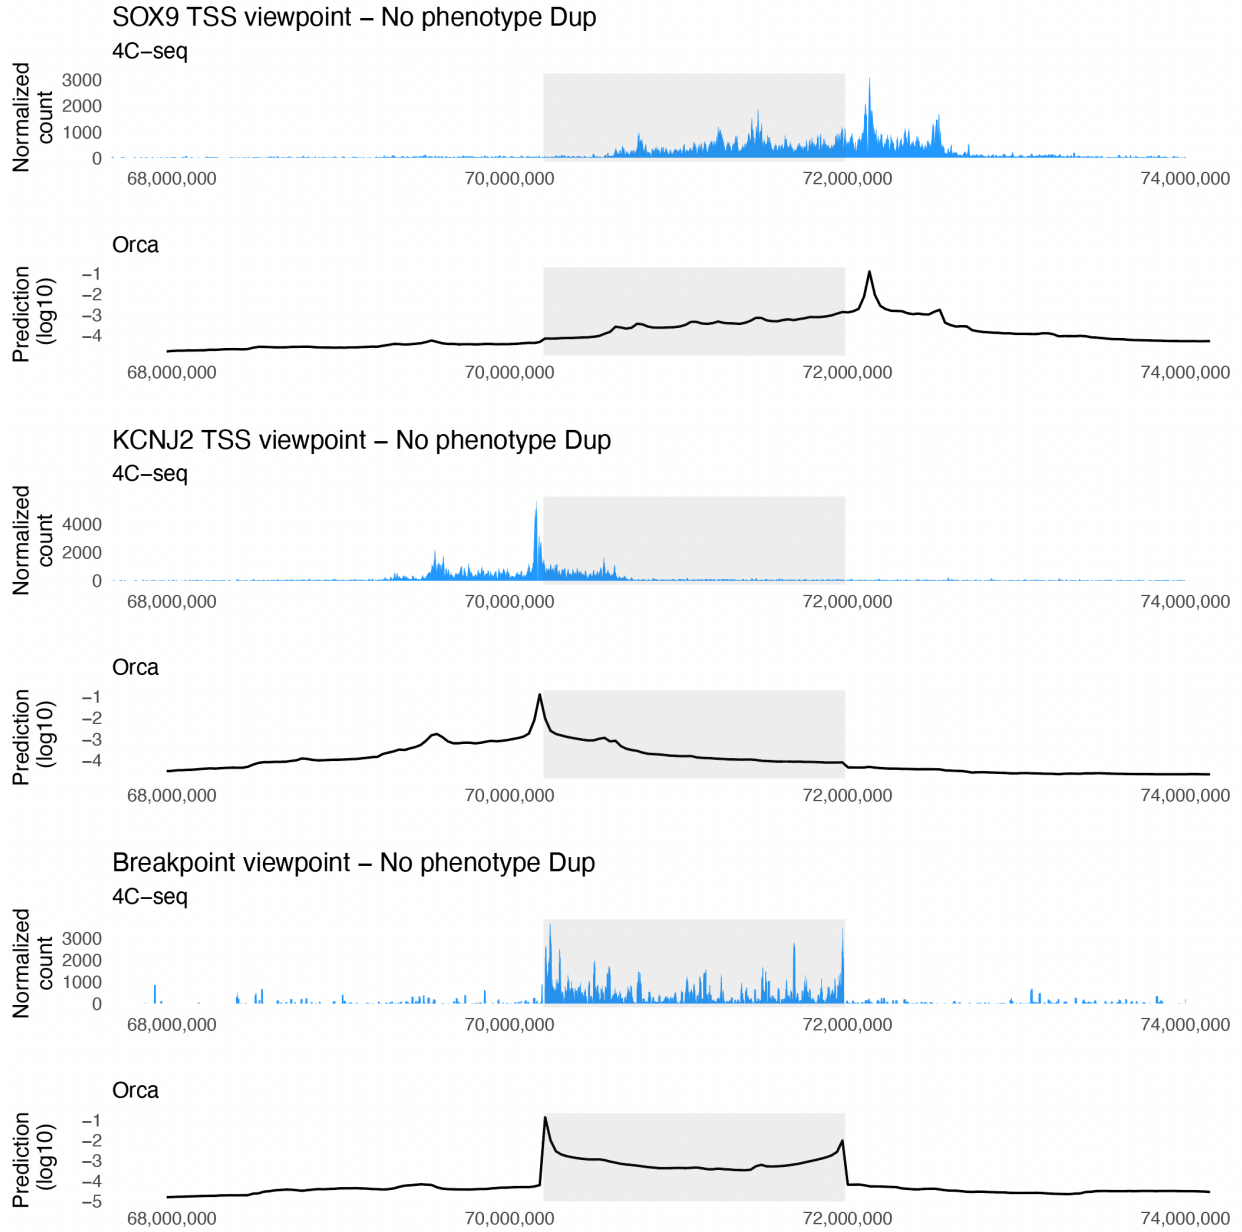 SOX9 TSS viewpoint – No phenotype Dup
4C−seq
Normalized
count
3000
2000
1000
0
68,000,000 70,000,000 72,000,000 74,000,000
Orca
Prediction
(log10)
−1
−2
−3
−4
68,000,000 70,000,000 72,000,000 74,000,000
KCNJ2 TSS viewpoint – No phenotype Dup
4C−seq
Normalized
count
4000
2000
0
68,000,000 70,000,000 72,000,000 74,000,000
Orca
Prediction
(log10)
−1
−2
−3
−4
68,000,000 70,000,000 72,000,000 74,000,000
Breakpoint viewpoint – No phenotype Dup
4C−seq
Normalized
count
3000
2000
1000
0
68,000,000 70,000,000 72,000,000 74,000,000
Orca
Prediction
(log10)
−1
−2
−3
−4
−5
68,000,000 70,000,000 72,000,000 74,000,000